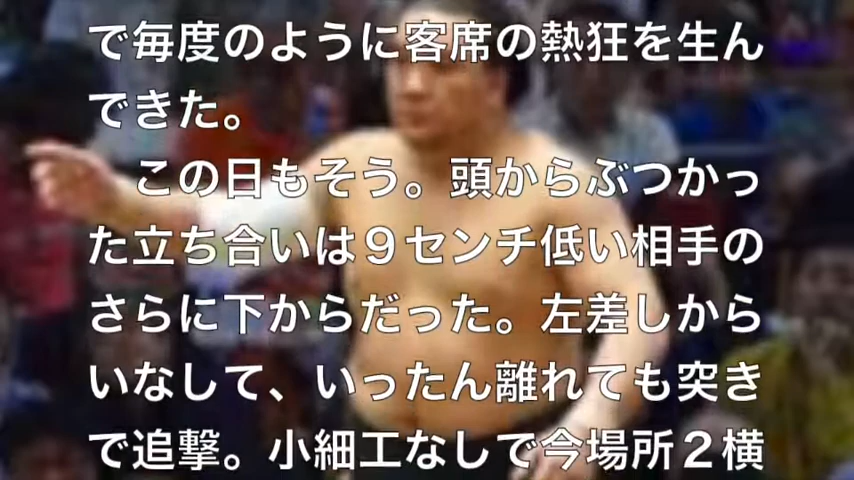 で毎度のように客席の熱狂を生ん
できた。
この日もそう。頭からぶつかっ
た立ち合いは９センチ低い相手の
さらに下からだった。左差しから
いなして、いったん離れても突き
で追撃。小細工なしで今場所２横